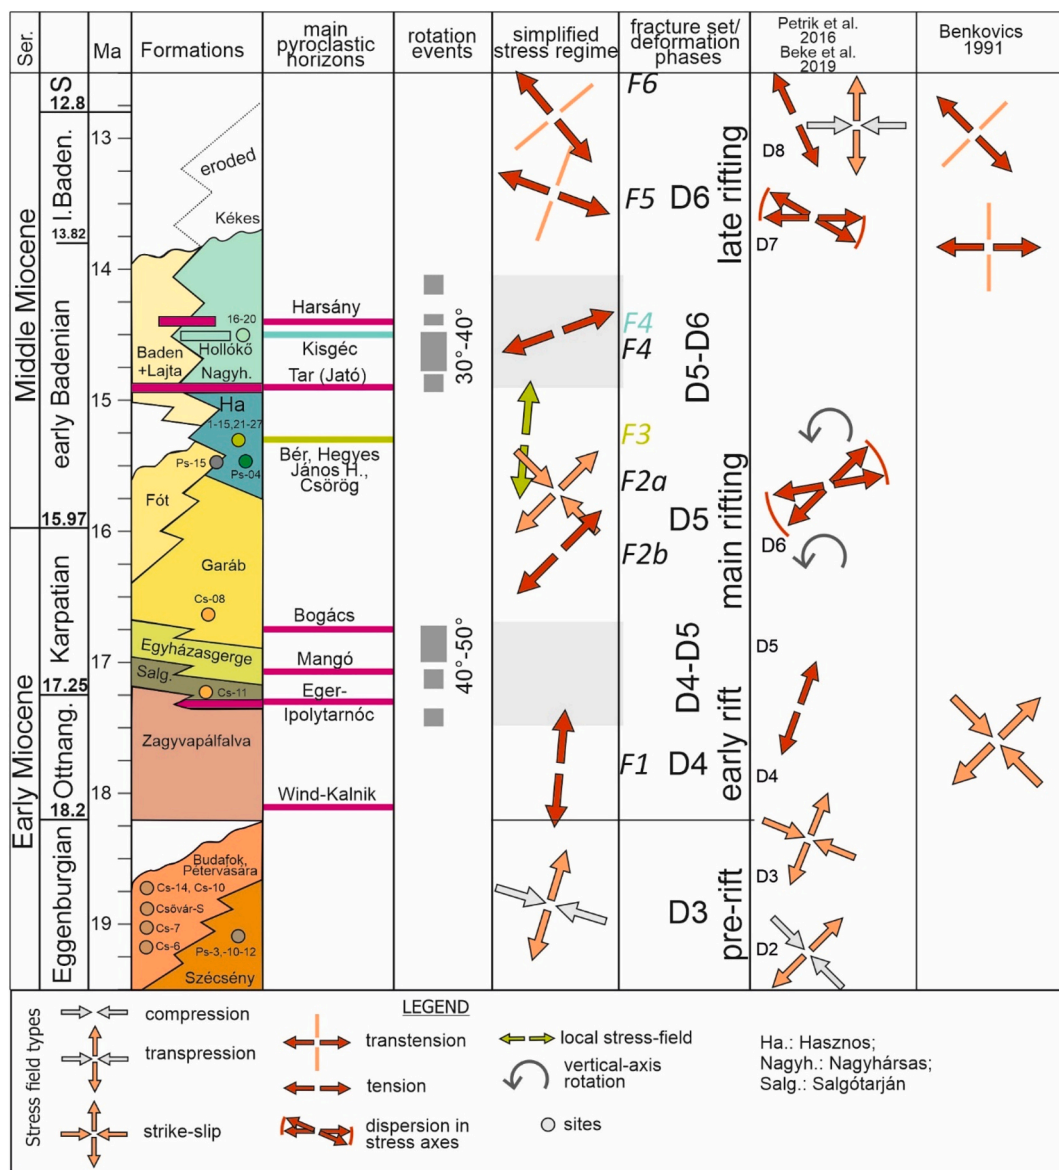 Ser.
Ma
Formations
main
pyroclastic
horizons
rotation
events
simplified
stress regime
fracture set/
deformation
phases
Petrik et al.
2016
Beke et al.
2019
Benkovics
1991
Middle Miocene
Early Miocene
S
12.8
l.Baden.
13.82
early Badenian
15.97
Karpatian
17.25
Ottnang.
18.2
Eggenburgian
13
14
15
16
17
18
19
eroded
Kékes
16-20
Hollókő
Baden
+Lajta
Nagyh.
Ha
1-15,21-27
Ps-15
Ps-04
Fót
Garáb
Cs-08
Egyházasgerge
Salg.
Cs-11
Zagyvapálfalva
Budafok,
Pétervására
Cs-14, Cs-10
Csővár-S
Cs-7
Cs-6
Ps-3,-10-12
Szécsény
Harsány
Kisgéc
Tar (Jató)
Bér, Hegyes
János H.,
Csörög
Bogács
Mangó
Eger-
Ipolytarnóc
Wind-Kalnik
30°-40°
40°-50°
F6
F5
D6
F4
F4
D5-D6
F3
F2a
D5
F2b
D4-D5
F1
D4
D3
late rifting
main rifting
early rift
pre-rift
D8
D7
D6
D5
D4
D3
D2
LEGEND
Stress field types
compression
transpression
strike-slip
transtension
tension
dispersion in
stress axes
local stress-field
vertical-axis
rotation
sites
Ha.: Hasznos;
Nagyh.: Nagyhársas;
Salg.: Salgótarján